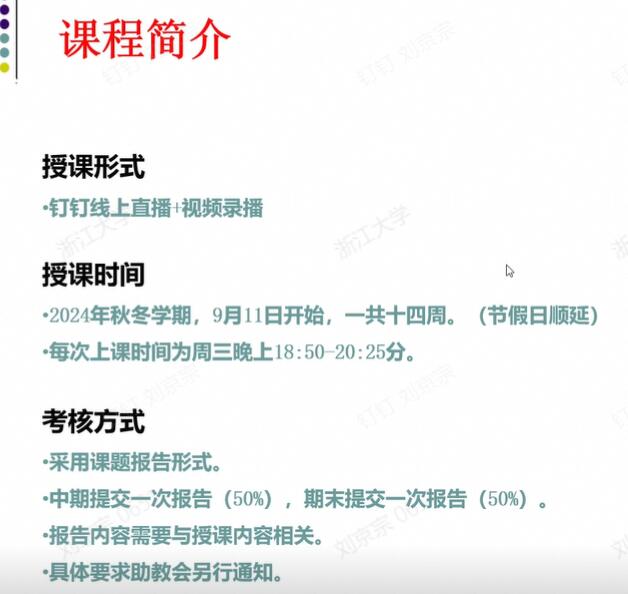 课程简介
授课形式
•钉钉线上直播+视频录播
授课时间
•2024年秋冬学期，9月11日开始，一共十四周。（节假日顺延）
•每次上课时间为周三晚上18:50-20:25分。
考核方式
•采用课题报告形式。
•中期提交一次报告（50%），期末提交一次报告（50%）。
•报告内容需要与授课内容相关。
•具体要求助教会另行通知。
钉钉 刘京宗
浙江大学
浙江大学
钉钉 刘京宗